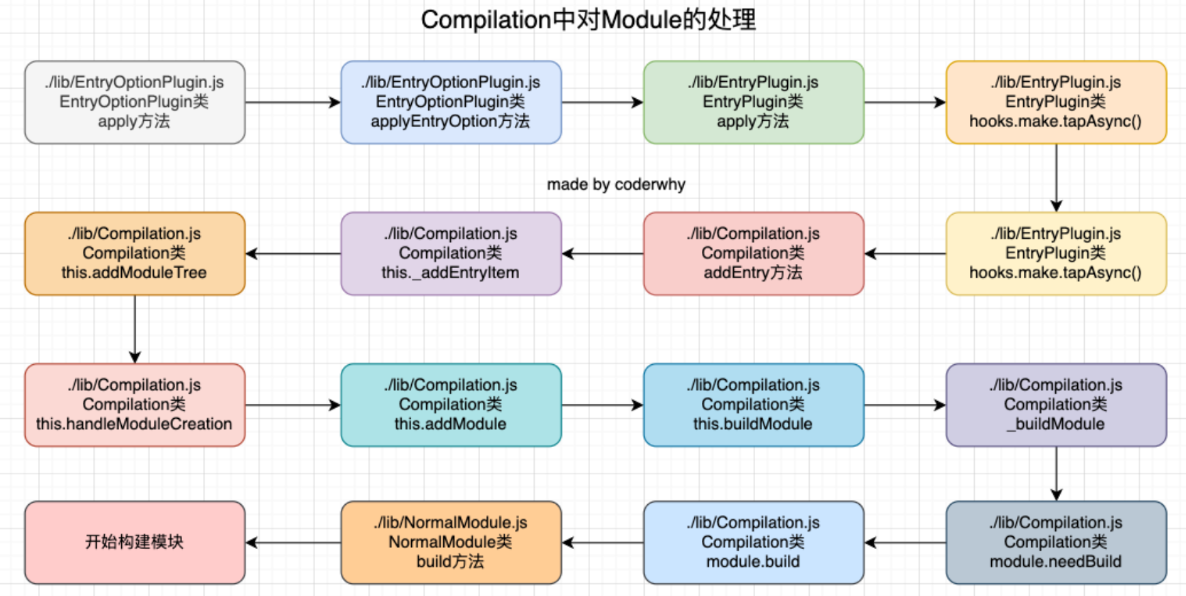 Compilation中对Module的处理
./lib/EntryOptionPlugin.js
EntryOptionPlugin类
apply方法
./lib/EntryOptionPlugin.js
EntryOptionPlugin类
applyEntryOption方法
./lib/EntryPlugin.js
EntryPlugin类
apply方法
./lib/EntryPlugin.js
EntryPlugin类
hooks.make.tapAsync()
made by coderwhy
./lib/EntryPlugin.js
EntryPlugin类
hooks.make.tapAsync()
./lib/Compilation.js
Compilation类
addEntry方法
./lib/Compilation.js
Compilation类
this._addEntryItem
./lib/Compilation.js
Compilation类
this.addModuleTree
./lib/Compilation.js
Compilation类
this.handleModuleCreation
./lib/Compilation.js
Compilation类
this.addModule
./lib/Compilation.js
Compilation类
this.buildModule
./lib/Compilation.js
Compilation类
_buildModule
./lib/Compilation.js
Compilation类
module.needBuild
./lib/Compilation.js
Compilation类
module.build
./lib/NormalModule.js
NormalModule类
build方法
开始构建模块